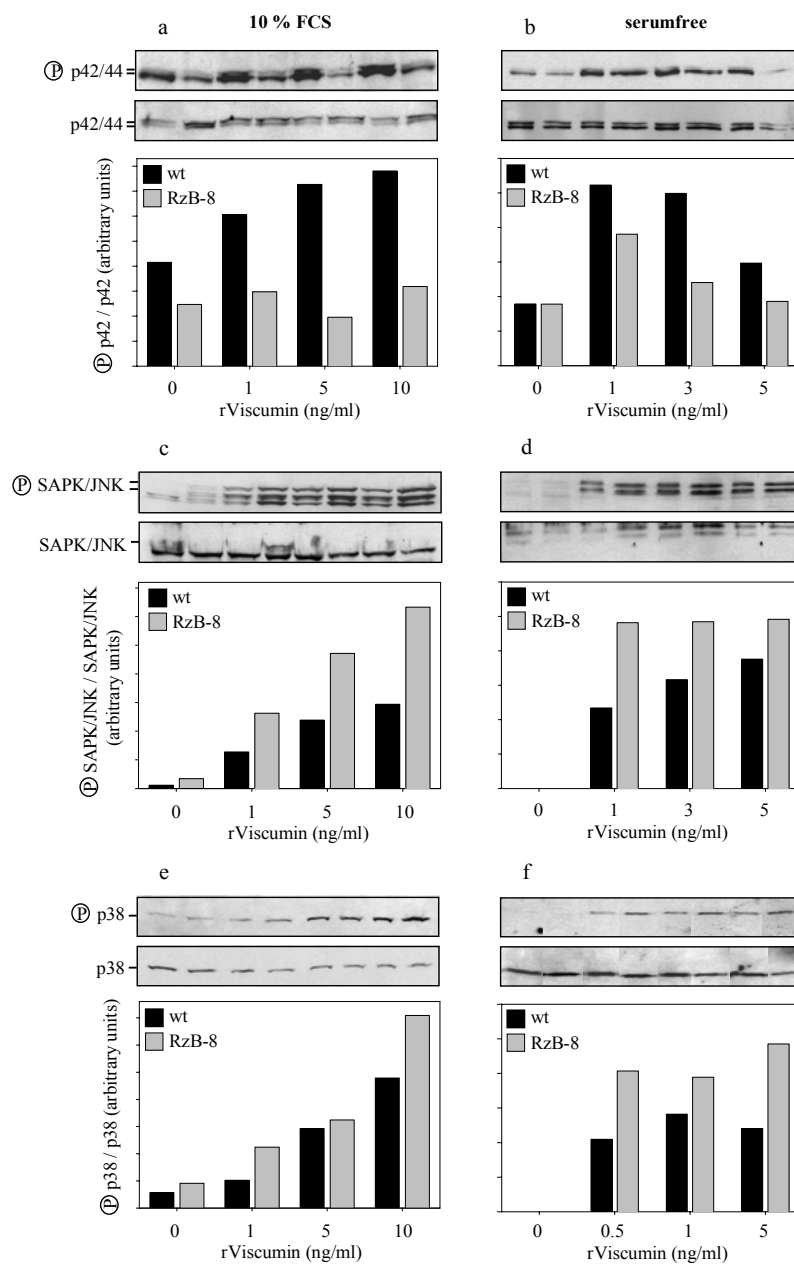 10 % FCS
serumfree
a
b
Ⓟ p42/44
p42/44
Ⓟ p42 / p42 (arbitrary units)
wt
RzB-8
0 1 5 10
rViscumin (ng/ml)
wt
RzB-8
0 1 3 5
rViscumin (ng/ml)
c
d
Ⓟ SAPK/JNK
SAPK/JNK
Ⓟ SAPK/JNK / SAPK/JNK
(arbitrary units)
wt
RzB-8
0 1 5 10
rViscumin (ng/ml)
wt
RzB-8
0 1 3 5
rViscumin (ng/ml)
e
f
Ⓟ p38
p38
Ⓟ p38 / p38 (arbitrary units)
wt
RzB-8
0 1 5 10
rViscumin (ng/ml)
wt
RzB-8
0 0.5 1 5
rViscumin (ng/ml)